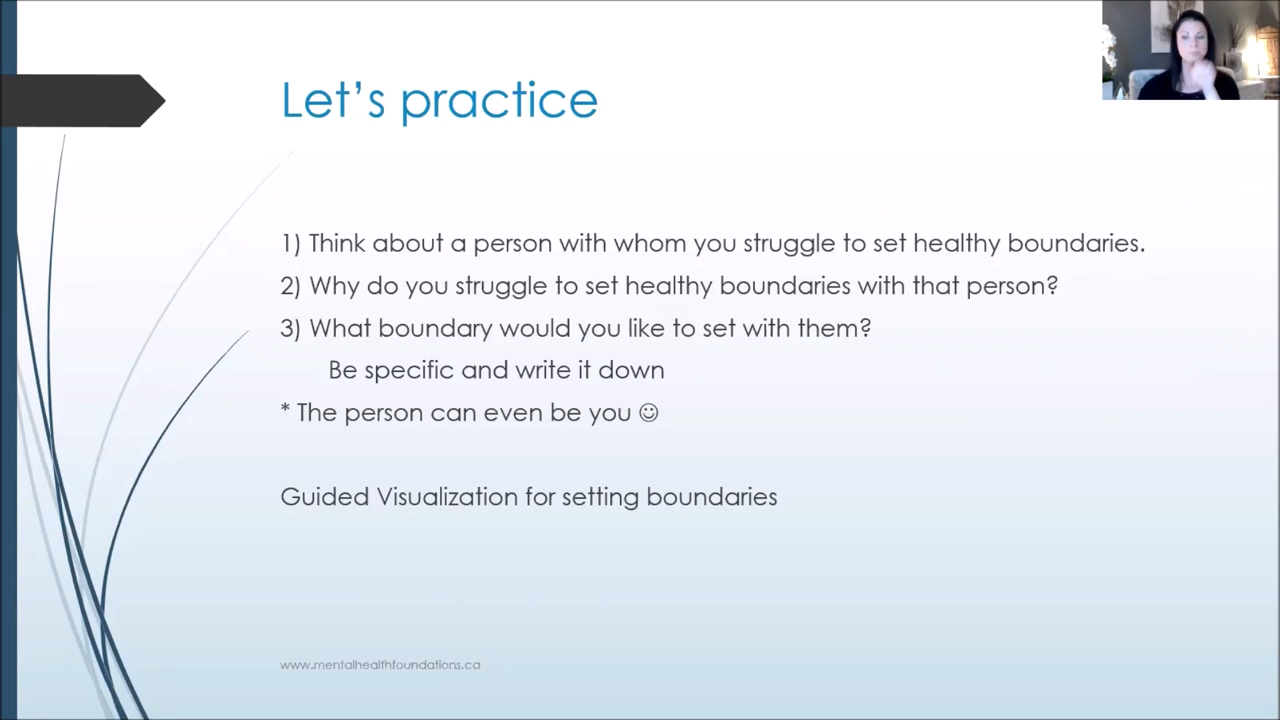 Let's practice
1) Think about a person with whom you struggle to set healthy boundaries.
2) Why do you struggle to set healthy boundaries with that person?
3) What boundary would you like to set with them?
Be specific and write it down
* The person can even be you ☺
Guided Visualization for setting boundaries
www.mentalhealthfoundations.ca